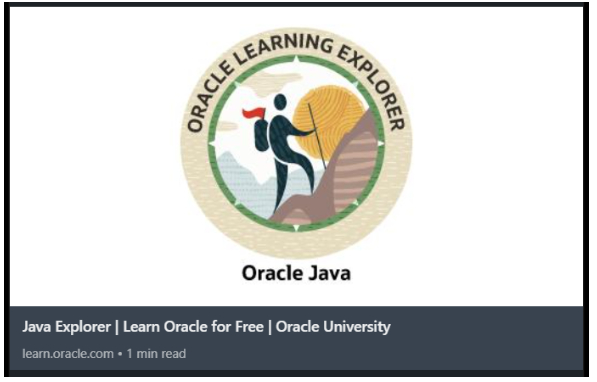 ORACLE LEARNING EXPLORER
Oracle Java
Java Explorer | Learn Oracle for Free | Oracle University
learn.oracle.com • 1 min read